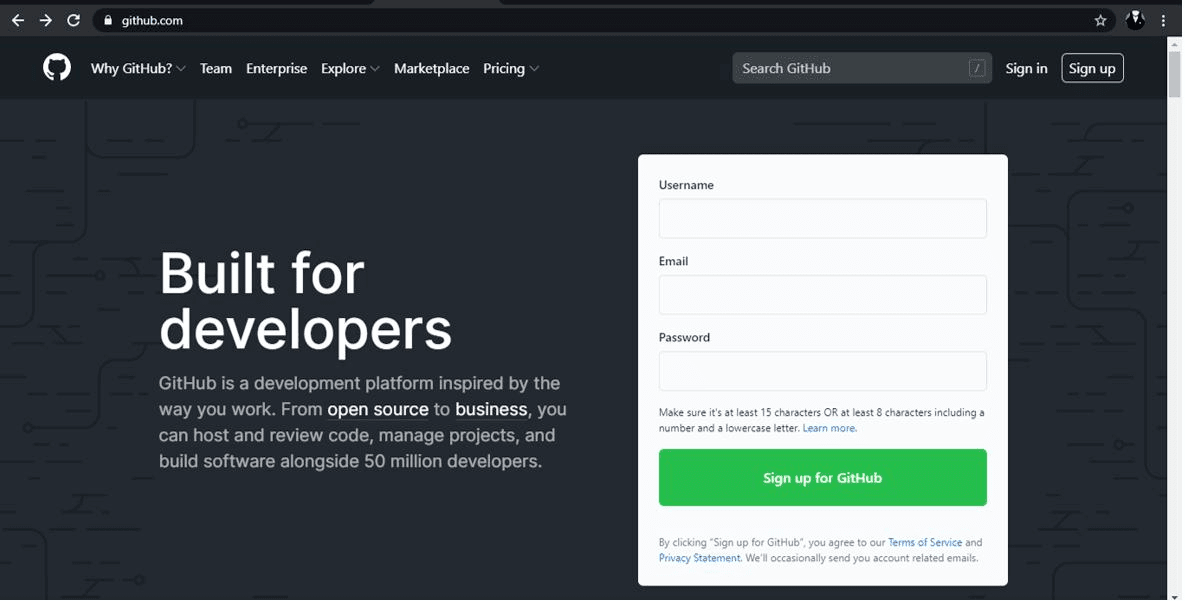 github.com
Why GitHub? Team Enterprise Explore Marketplace Pricing Search GitHub / Sign in Sign up
Built for
developers
GitHub is a development platform inspired by the
way you work. From open source to business, you
can host and review code, manage projects, and
build software alongside 50 million developers.
Username
Email
Password
Make sure it's at least 15 characters OR at least 8 characters including a
number and a lowercase letter. Learn more.
Sign up for GitHub
By clicking “Sign up for GitHub”, you agree to our Terms of Service and
Privacy Statement. We'll occasionally send you account related emails.